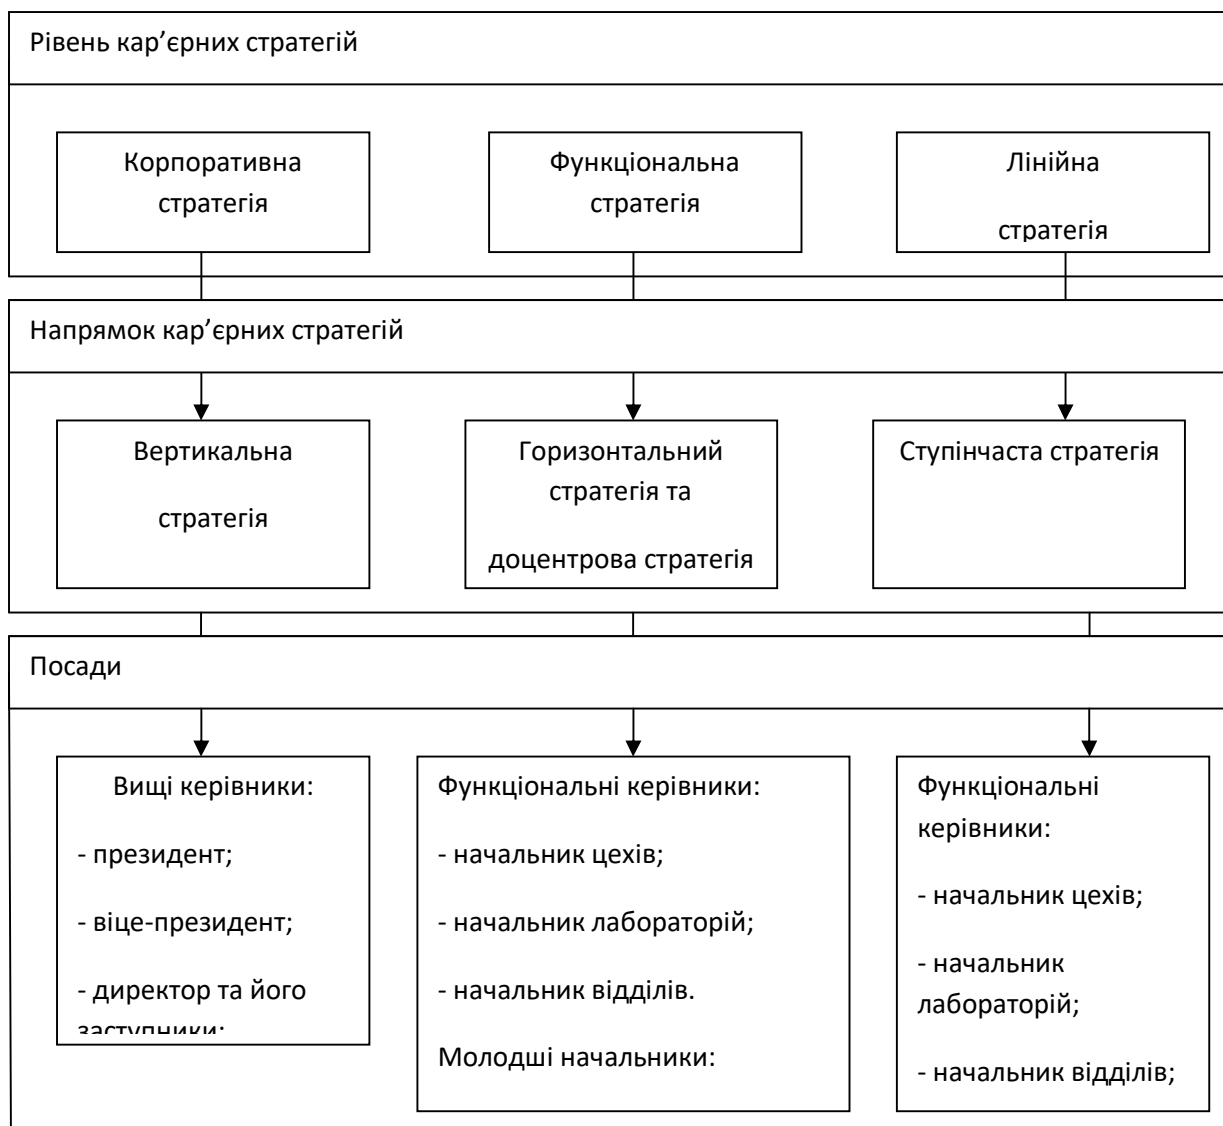 Рівень кар’єрних стратегій
Корпоративна
стратегія
Функціональна
стратегія
Лінійна
стратегія
Напрямок кар’єрних стратегій
Вертикальна
стратегія
Горизонтальний
стратегія та
доцентрова стратегія
Ступінчаста стратегія
Посади
Вищі керівники:
- президент;
- віце-президент;
- директор та його
заступники;
Функціональні керівники:
- начальник цехів;
- начальник лабораторій;
- начальник відділів.
Молодші начальники:
Функціональні
керівники:
- начальник цехів;
- начальник
лабораторій;
- начальник відділів;